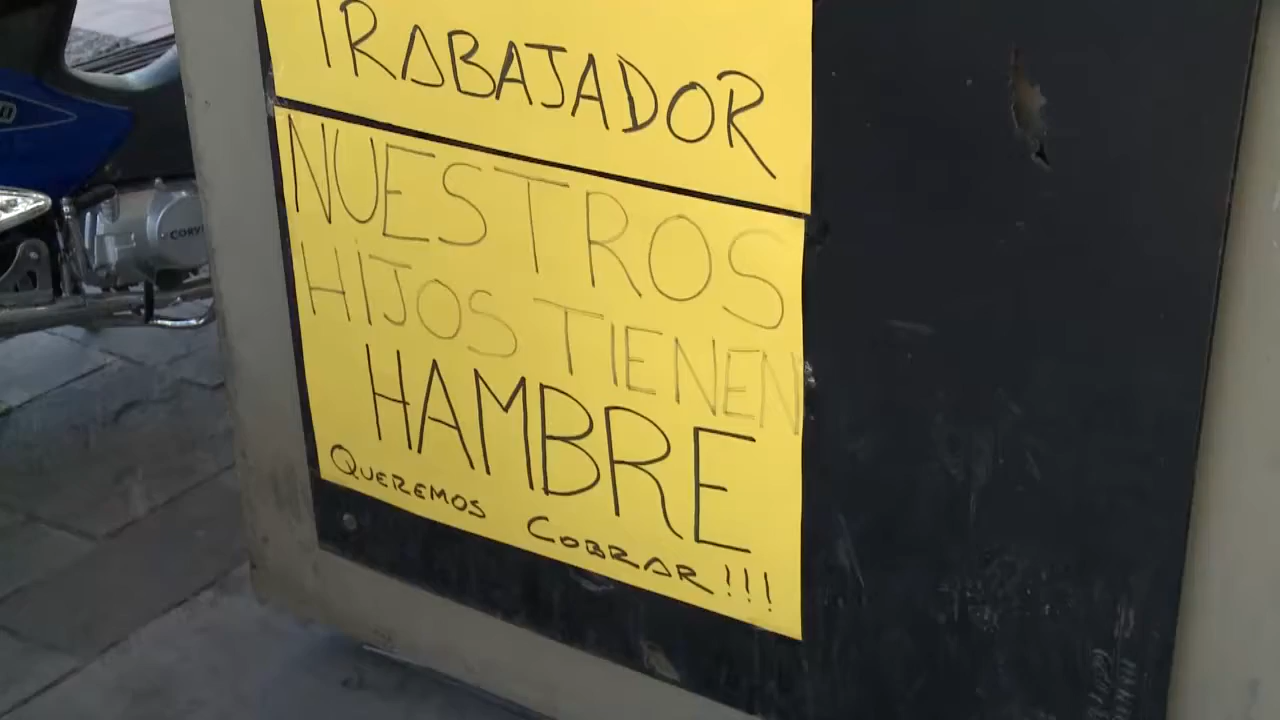 TRABAJADOR
NUESTROS
HIJOS TIENEN
HAMBRE
QUEREMOS COBRAR!!!